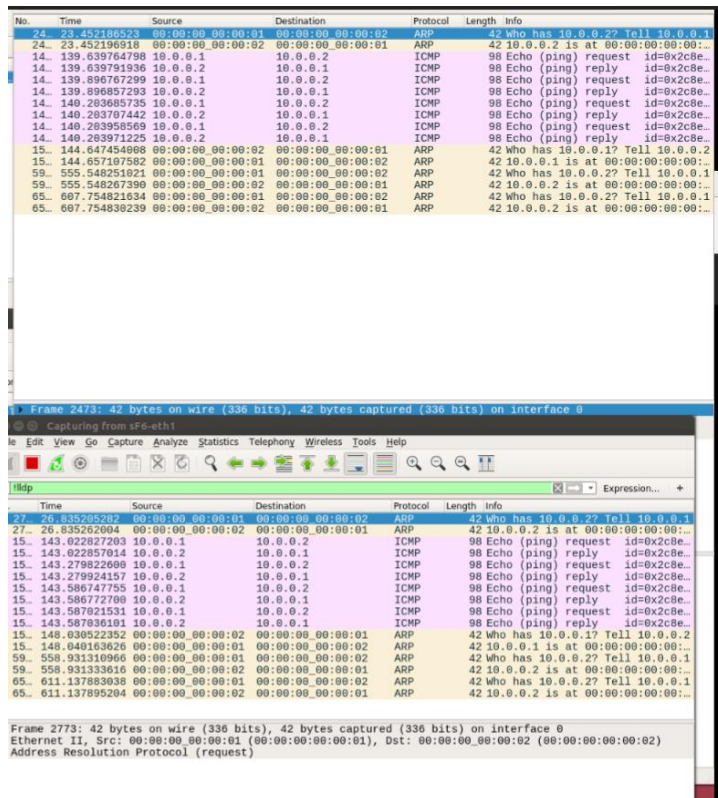 No. Time Source Destination Protocol Length Info
24… 23.452186523 00:00:00_00:00:01 00:00:00_00:00:02 ARP 42 Who has 10.0.0.2? Tell 10.0.0.1
24… 23.452196918 00:00:00_00:00:02 00:00:00_00:00:01 ARP 42 10.0.0.2 is at 00:00:00:00:00:…
14… 139.639764798 10.0.0.1 10.0.0.2 ICMP 98 Echo (ping) request id=0x2c8e…
14… 139.639791936 10.0.0.2 10.0.0.1 ICMP 98 Echo (ping) reply id=0x2c8e…
14… 139.896767299 10.0.0.1 10.0.0.2 ICMP 98 Echo (ping) request id=0x2c8e…
14… 139.896857293 10.0.0.2 10.0.0.1 ICMP 98 Echo (ping) reply id=0x2c8e…
14… 140.203685735 10.0.0.1 10.0.0.2 ICMP 98 Echo (ping) request id=0x2c8e…
14… 140.203707442 10.0.0.2 10.0.0.1 ICMP 98 Echo (ping) reply id=0x2c8e…
14… 140.203958569 10.0.0.1 10.0.0.2 ICMP 98 Echo (ping) request id=0x2c8e…
14… 140.203971225 10.0.0.2 10.0.0.1 ICMP 98 Echo (ping) reply id=0x2c8e…
15… 144.647454008 00:00:00_00:00:02 00:00:00_00:00:01 ARP 42 Who has 10.0.0.1? Tell 10.0.0.2
15… 144.657107582 00:00:00_00:00:01 00:00:00_00:00:02 ARP 42 10.0.0.1 is at 00:00:00:00:00:…
59… 555.548251021 00:00:00_00:00:01 00:00:00_00:00:02 ARP 42 Who has 10.0.0.2? Tell 10.0.0.1
59… 555.548267390 00:00:00_00:00:02 00:00:00_00:00:01 ARP 42 10.0.0.2 is at 00:00:00:00:00:…
65… 607.754821634 00:00:00_00:00:01 00:00:00_00:00:02 ARP 42 Who has 10.0.0.2? Tell 10.0.0.1
65… 607.754830239 00:00:00_00:00:02 00:00:00_00:00:01 ARP 42 10.0.0.2 is at 00:00:00:00:00:…
Frame 2473: 42 bytes on wire (336 bits), 42 bytes captured (336 bits) on interface 0
Capturing from sF6-eth1
le Edit View Go Capture Analyze Statistics Telephony Wireless Tools Help
!lldp Expression… +
. Time Source Destination Protocol Length Info
27… 26.835205282 00:00:00_00:00:01 00:00:00_00:00:02 ARP 42 Who has 10.0.0.2? Tell 10.0.0.1
27… 26.835262004 00:00:00_00:00:02 00:00:00_00:00:01 ARP 42 10.0.0.2 is at 00:00:00:00:00:…
15… 143.022827203 10.0.0.1 10.0.0.2 ICMP 98 Echo (ping) request id=0x2c8e…
15… 143.022857014 10.0.0.2 10.0.0.1 ICMP 98 Echo (ping) reply id=0x2c8e…
15… 143.279822600 10.0.0.1 10.0.0.2 ICMP 98 Echo (ping) request id=0x2c8e…
15… 143.279924157 10.0.0.2 10.0.0.1 ICMP 98 Echo (ping) reply id=0x2c8e…
15… 143.586747755 10.0.0.1 10.0.0.2 ICMP 98 Echo (ping) request id=0x2c8e…
15… 143.586772700 10.0.0.2 10.0.0.1 ICMP 98 Echo (ping) reply id=0x2c8e…
15… 143.587021531 10.0.0.1 10.0.0.2 ICMP 98 Echo (ping) request id=0x2c8e…
15… 143.587036101 10.0.0.2 10.0.0.1 ICMP 98 Echo (ping) reply id=0x2c8e…
15… 148.030522352 00:00:00_00:00:02 00:00:00_00:00:01 ARP 42 Who has 10.0.0.1? Tell 10.0.0.2
15… 148.040163626 00:00:00_00:00:01 00:00:00_00:00:02 ARP 42 10.0.0.1 is at 00:00:00:00:00:…
59… 558.931310966 00:00:00_00:00:01 00:00:00_00:00:02 ARP 42 Who has 10.0.0.2? Tell 10.0.0.1
59… 558.931333616 00:00:00_00:00:02 00:00:00_00:00:01 ARP 42 10.0.0.2 is at 00:00:00:00:00:…
65… 611.137883038 00:00:00_00:00:01 00:00:00_00:00:02 ARP 42 Who has 10.0.0.2? Tell 10.0.0.1
65… 611.137895204 00:00:00_00:00:02 00:00:00_00:00:01 ARP 42 10.0.0.2 is at 00:00:00:00:00:…
Frame 2773: 42 bytes on wire (336 bits), 42 bytes captured (336 bits) on interface 0
Ethernet II, Src: 00:00:00_00:00:01 (00:00:00:00:00:01), Dst: 00:00:00_00:00:02 (00:00:00:00:00:02)
Address Resolution Protocol (request)